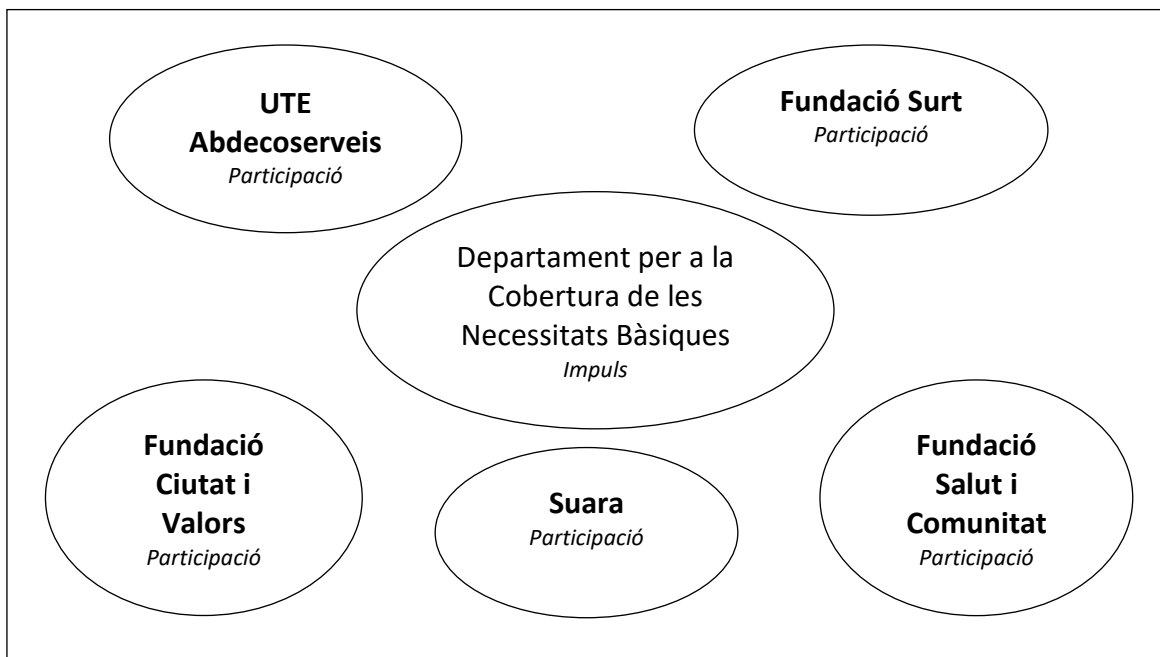 UTE
Abdecoserveis
Participació
Fundació Surt
Participació
Departament per a la
Cobertura de les
Necessitats Bàsiques
Impuls
Fundació
Ciutat i
Valors
Participació
Suara
Participació
Fundació
Salut i
Comunitat
Participació